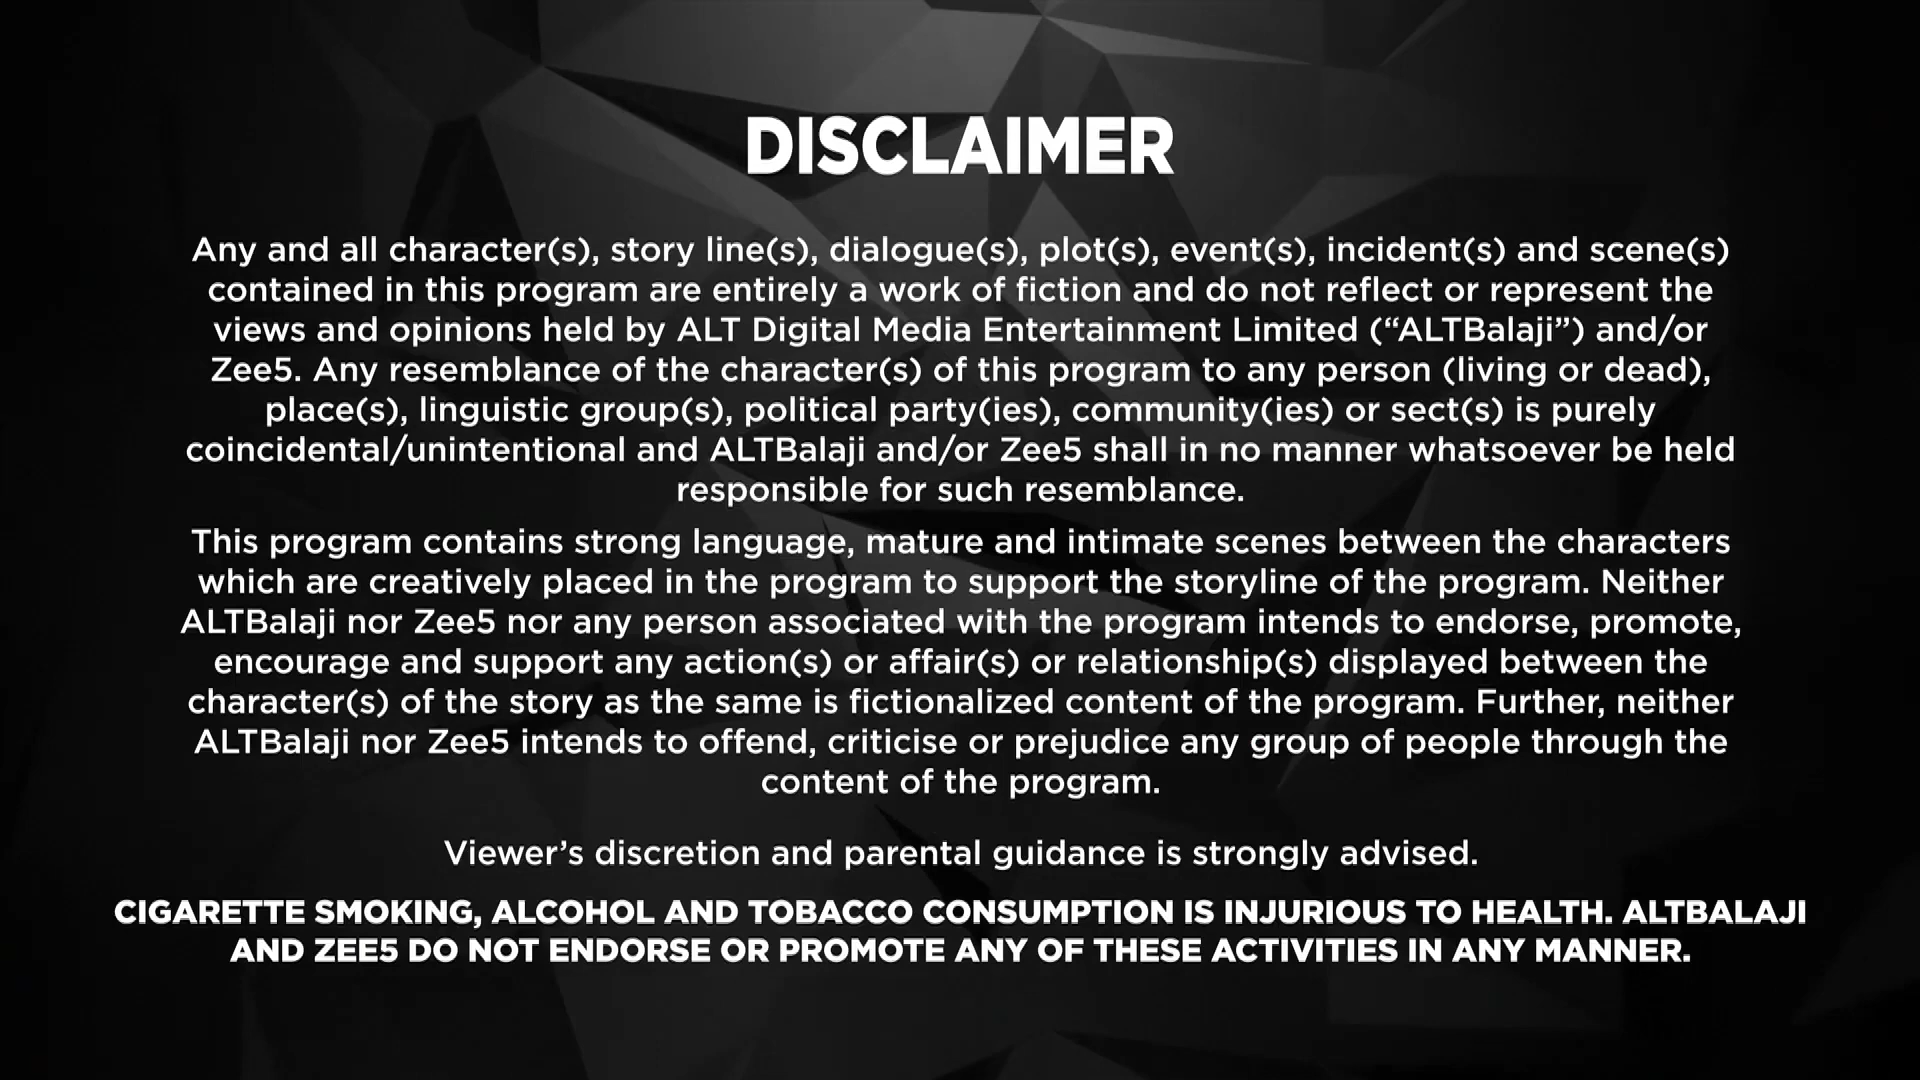 DISCLAIMER
Any and all character(s), story line(s), dialogue(s), plot(s), event(s), incident(s) and scene(s)
contained in this program are entirely a work of fiction and do not reflect or represent the
views and opinions held by ALT Digital Media Entertainment Limited (“ALTBalaji”) and/or
Zee5. Any resemblance of the character(s) of this program to any person (living or dead),
place(s), linguistic group(s), political party(ies), community(ies) or sect(s) is purely
coincidental/unintentional and ALTBalaji and/or Zee5 shall in no manner whatsoever be held
responsible for such resemblance.
This program contains strong language, mature and intimate scenes between the characters
which are creatively placed in the program to support the storyline of the program. Neither
ALTBalaji nor Zee5 nor any person associated with the program intends to endorse, promote,
encourage and support any action(s) or affair(s) or relationship(s) displayed between the
character(s) of the story as the same is fictionalized content of the program. Further, neither
ALTBalaji nor Zee5 intends to offend, criticise or prejudice any group of people through the
content of the program.
Viewer’s discretion and parental guidance is strongly advised.
CIGARETTE SMOKING, ALCOHOL AND TOBACCO CONSUMPTION IS INJURIOUS TO HEALTH. ALTBALAJI
AND ZEE5 DO NOT ENDORSE OR PROMOTE ANY OF THESE ACTIVITIES IN ANY MANNER.